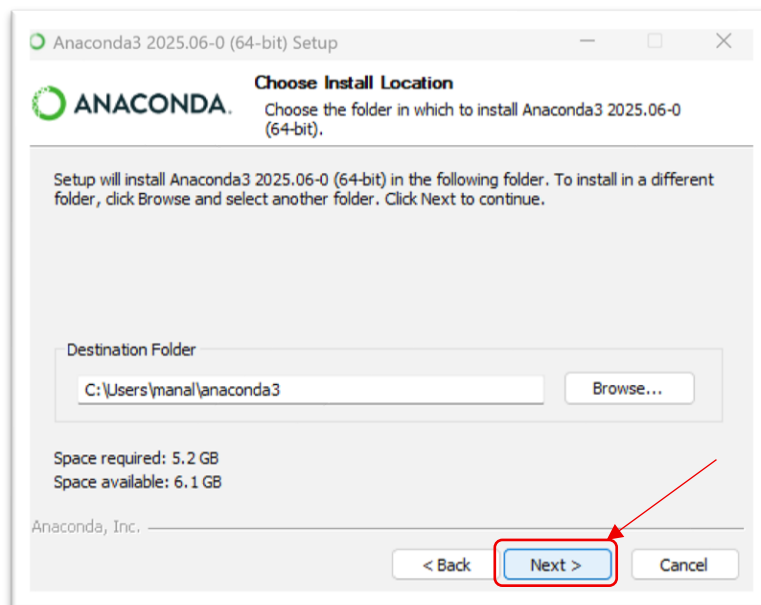 Anaconda3 2025.06-0 (64-bit) Setup
ANACONDA.
Choose Install Location
Choose the folder in which to install Anaconda3 2025.06-0
(64-bit).
Setup will install Anaconda3 2025.06-0 (64-bit) in the following folder. To install in a different
folder, click Browse and select another folder. Click Next to continue.
Destination Folder
C:\Users\manal\anaconda3
Browse...
Space required: 5.2 GB
Space available: 6.1 GB
Anaconda, Inc.
< Back
Next >
Cancel